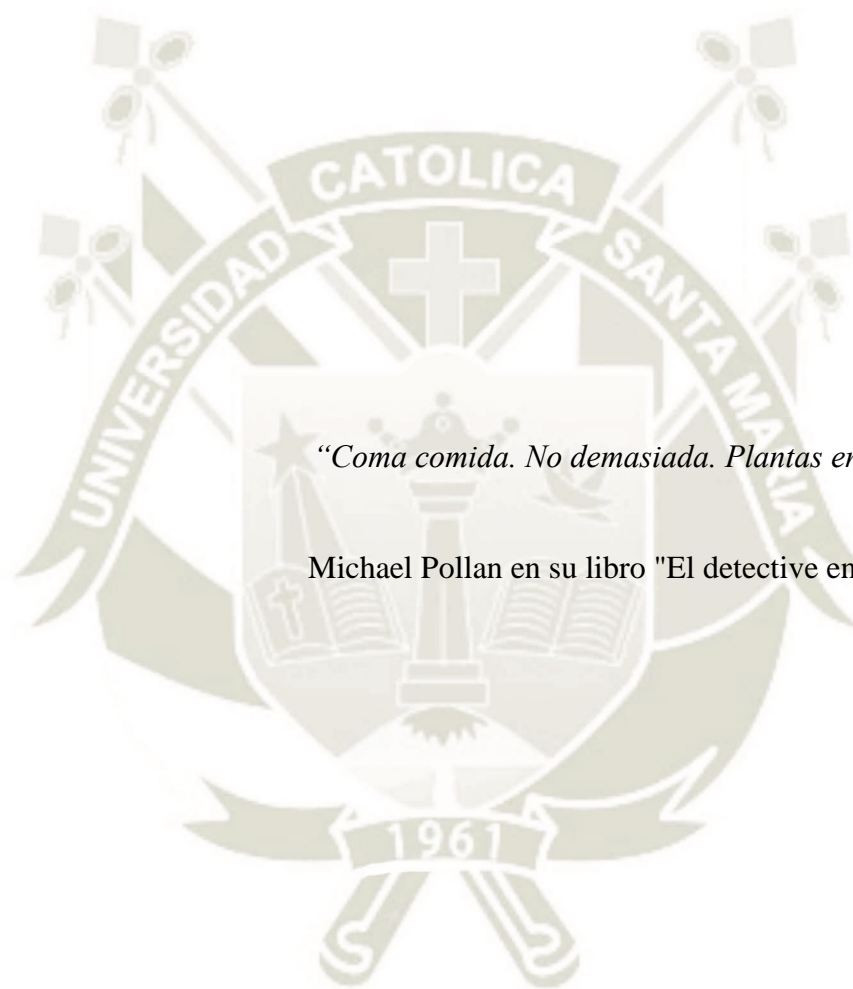 UNIVERSIDAD CATOLICA SANTA MARIA
“Coma comida. No demasiada. Plantas en
Michael Pollan en su libro "El detective en
1961